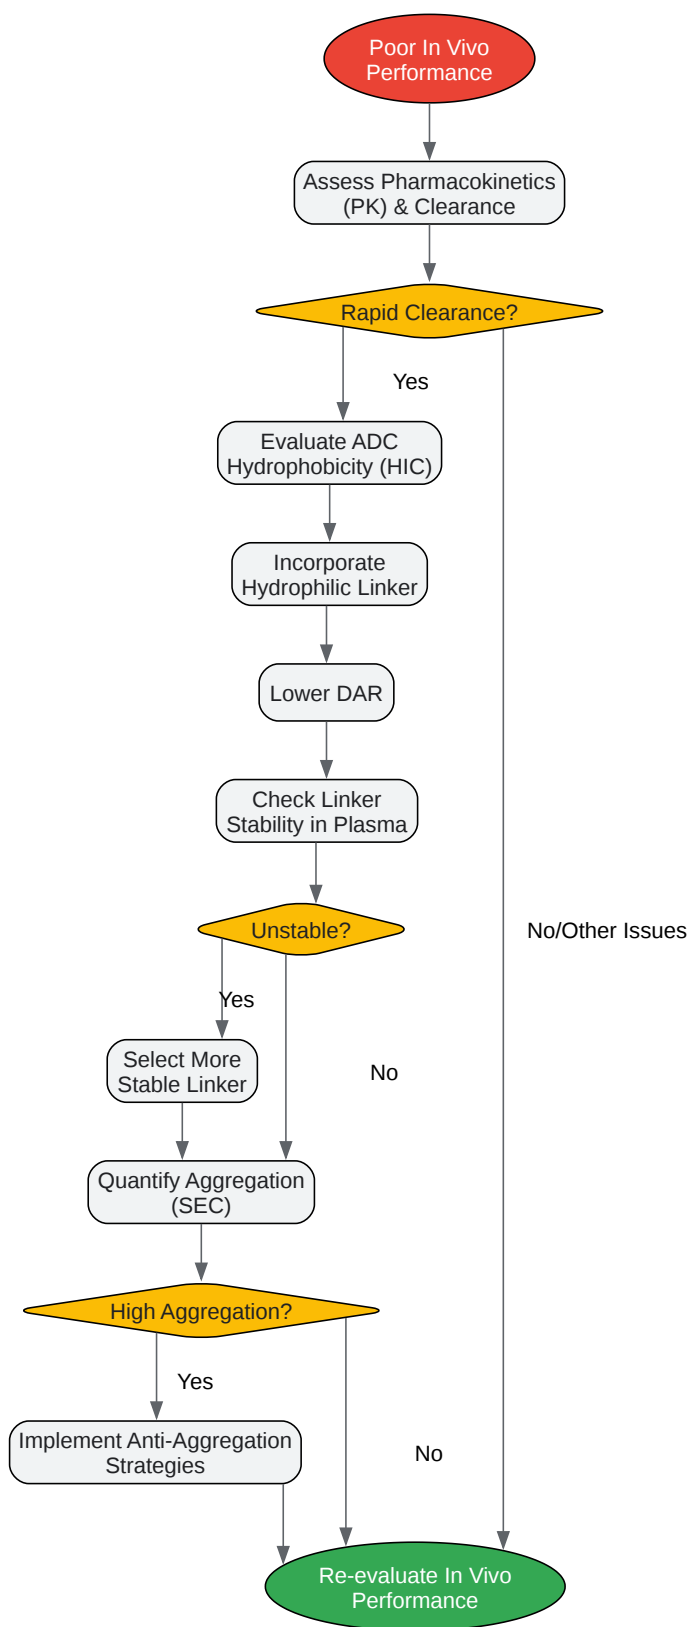 Poor In Vivo
Performance
Assess Pharmacokinetics
(PK) & Clearance
Rapid Clearance?
Yes
Evaluate ADC
Hydrophobicity (HIC)
Incorporate
Hydrophilic Linker
Lower DAR
Check Linker
Stability in Plasma
Unstable?
No/Other Issues
Yes
Select More
Stable Linker
No
Quantify Aggregation
(SEC)
High Aggregation?
Yes
Implement Anti-Aggregation
Strategies
No
Re-evaluate In Vivo
Performance